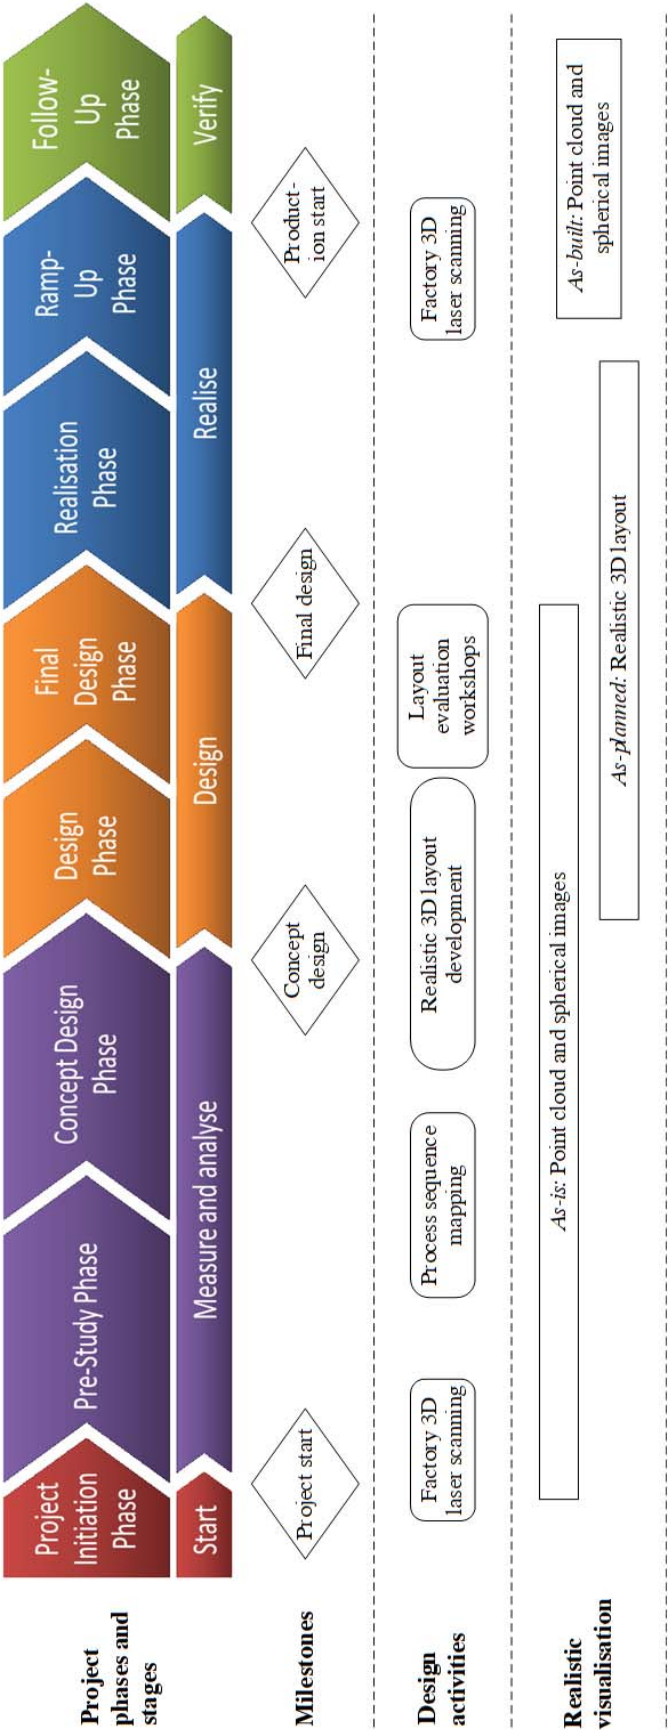 Project
phases and
stages
Project
Initiation
Phase
Pre-Study Phase
Concept Design
Phase
Design
Phase
Final
Design
Phase
Realisation
Phase
Ramp-
Up
Phase
Follow-
Up
Phase
Start
Measure and analyse
Design
Realise
Verify
Milestones
Project start
Concept
design
Final design
Product-
ion start
Design
activities
Factory 3D
laser scanning
Process sequence
mapping
Realistic 3D layout
development
Layout
evaluation
workshops
Factory 3D
laser scanning
Realistic
visualisation
As-is: Point cloud and spherical images
As-planned: Realistic 3D layout
As-built: Point cloud and
spherical images